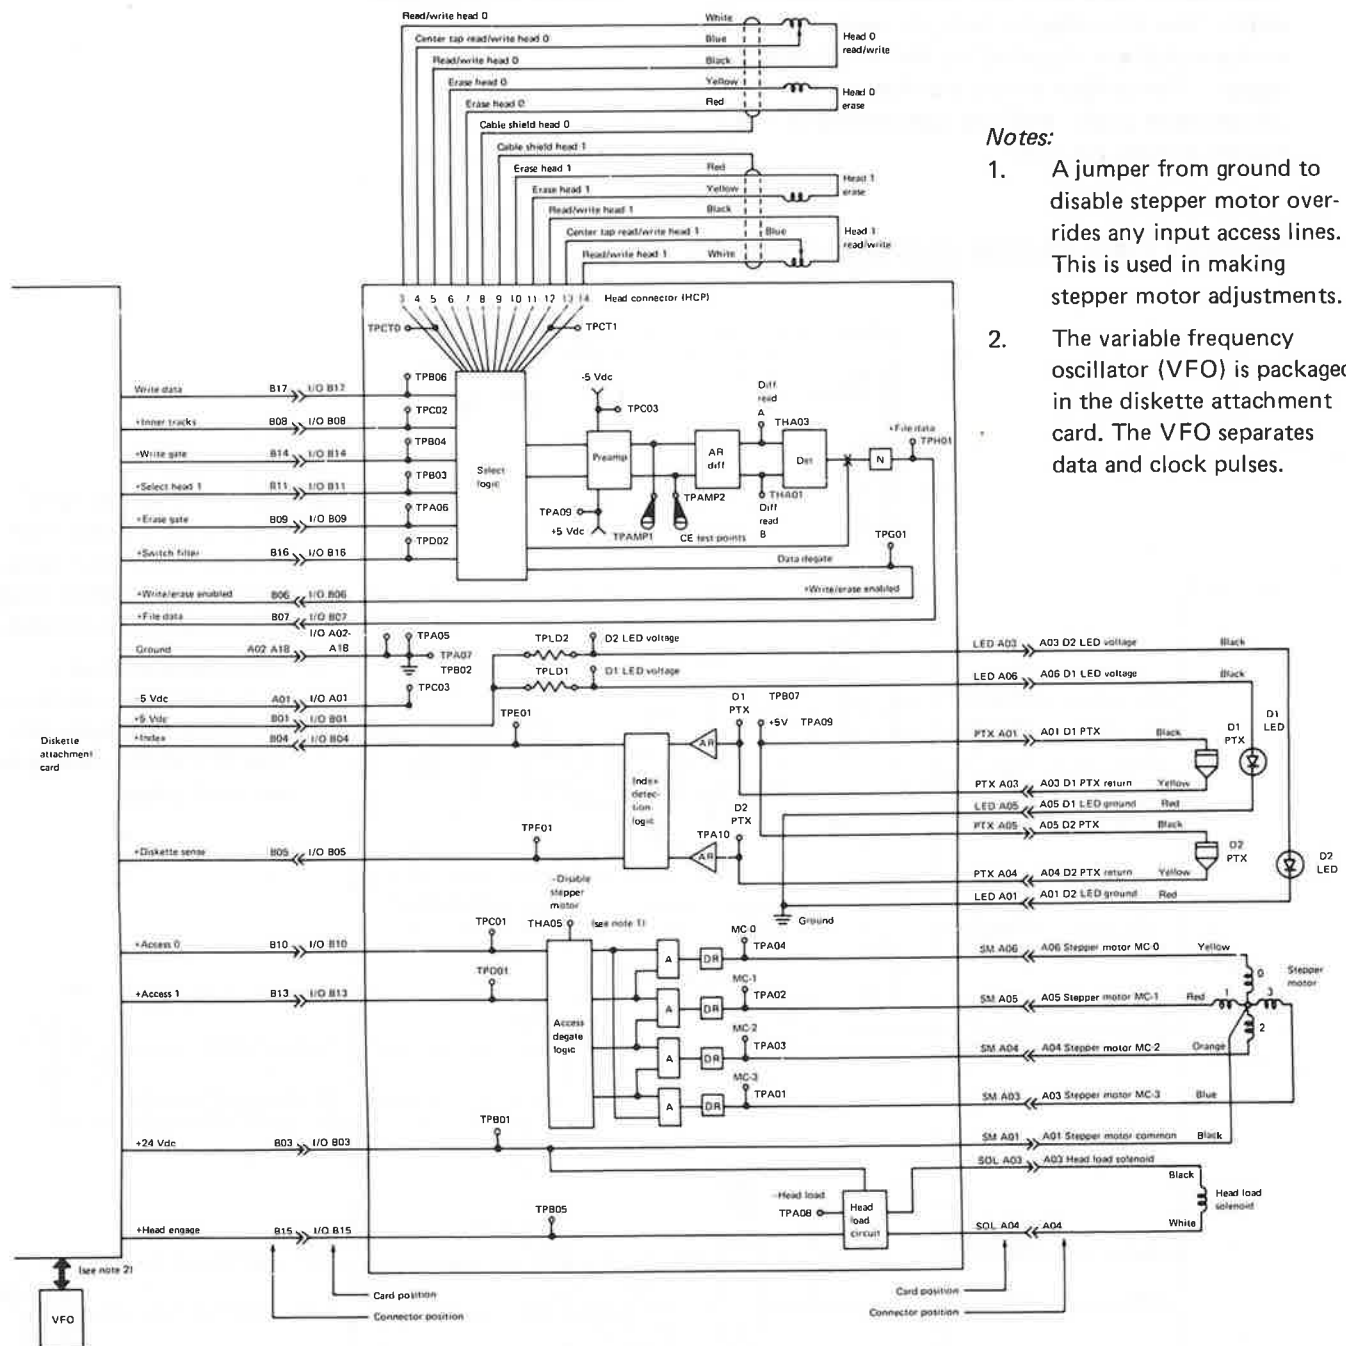 Read/write head 0 White
Center tap read/write head 0 Blue
Read/write head 0 Black
Head 0
read/write
Erase head 0 Yellow
Erase head 0 Red
Head 0
erase
Cable shield head 0
Cable shield head 1
Erase head 1 Red
Erase head 1 Yellow
Head 1
erase
Read/write head 1 Black
Center tap read/write head 1 Blue
Read/write head 1 White
Head 1
read/write
Notes:
1. A jumper from ground to
disable stepper motor over-
rides any input access lines.
This is used in making
stepper motor adjustments.
2. The variable frequency
oscillator (VFO) is packaged
in the diskette attachment
card. The VFO separates
data and clock pulses.
3 4 5 6 7 8 9 10 11 12 13 14 Head connector (HCP)
TPCT0 TPCT1
Write data B17 I/O B17 TPB06
+Inner tracks B08 I/O B08 TPC02
+Write gate B14 I/O B14 TPB04
+Select head 1 B11 I/O B11 TPB03
+Erase gate B09 I/O B09 TPA06
+Switch filter B16 I/O B16 TPD02
Select
logic
-5 Vdc
TPC03
Preamp
TPA09
+5 Vdc
TPAMP1
TPAMP2
CE test points
AR
diff
Diff
read
A
THA03
THA01
Diff
read
B
Det
N
+File data
TPH01
TPG01
Data degate
+Write/erase enabled
+Write/erase enabled B06 I/O B06
+File data B07 I/O B07
Ground A02 A18 I/O A02-
A18
TPA05
TPA07
TPB02
-5 Vdc A01 I/O A01 TPC03
+5 Vdc B01 I/O B01
+Index B04 I/O B04 TPE01
TPLD2 D2 LED voltage
TPLD1 D1 LED voltage
LED A03 A03 D2 LED voltage Black
LED A06 A06 D1 LED voltage Black
D1
PTX
TPB07
+5V TPA09
AR
Index
detec-
tion
logic
D2
PTX
TPA10
AR
PTX A01 A01 D1 PTX Black
PTX A03 A03 D1 PTX return Yellow
LED A05 A05 D1 LED ground Red
PTX A05 A05 D2 PTX Black
PTX A04 A04 D2 PTX return Yellow
LED A01 A01 D2 LED ground Red
D1
PTX
D1
LED
D2
PTX
D2
LED
Ground
Diskette
attachment
card
+Diskette sense B05 I/O B05 TPF01
-Disable
stepper
motor
THA05 (see note 1)
+Access 0 B10 I/O B10 TPC01
+Access 1 B13 I/O B13 TPD01
Access
degate
logic
A DR MC-0 TPA04
A DR MC-1 TPA02
A DR MC-2 TPA03
A DR MC-3 TPA01
SM A06 A06 Stepper motor MC-0 Yellow
SM A05 A05 Stepper motor MC-1 Red
SM A04 A04 Stepper motor MC-2 Orange
SM A03 A03 Stepper motor MC-3 Blue
SM A01 A01 Stepper motor common Black
0
1 3
2
Stepper
motor
+24 Vdc B03 I/O B03 TPB01
SOL A03 A03 Head load solenoid
Black
-Head load
TPA08
Head
load
circuit
Head load
solenoid
White
SOL A04 A04
+Head engage B15 I/O B15 TPB05
(see note 2)
VFO
Card position
Connector position
Card position
Connector position